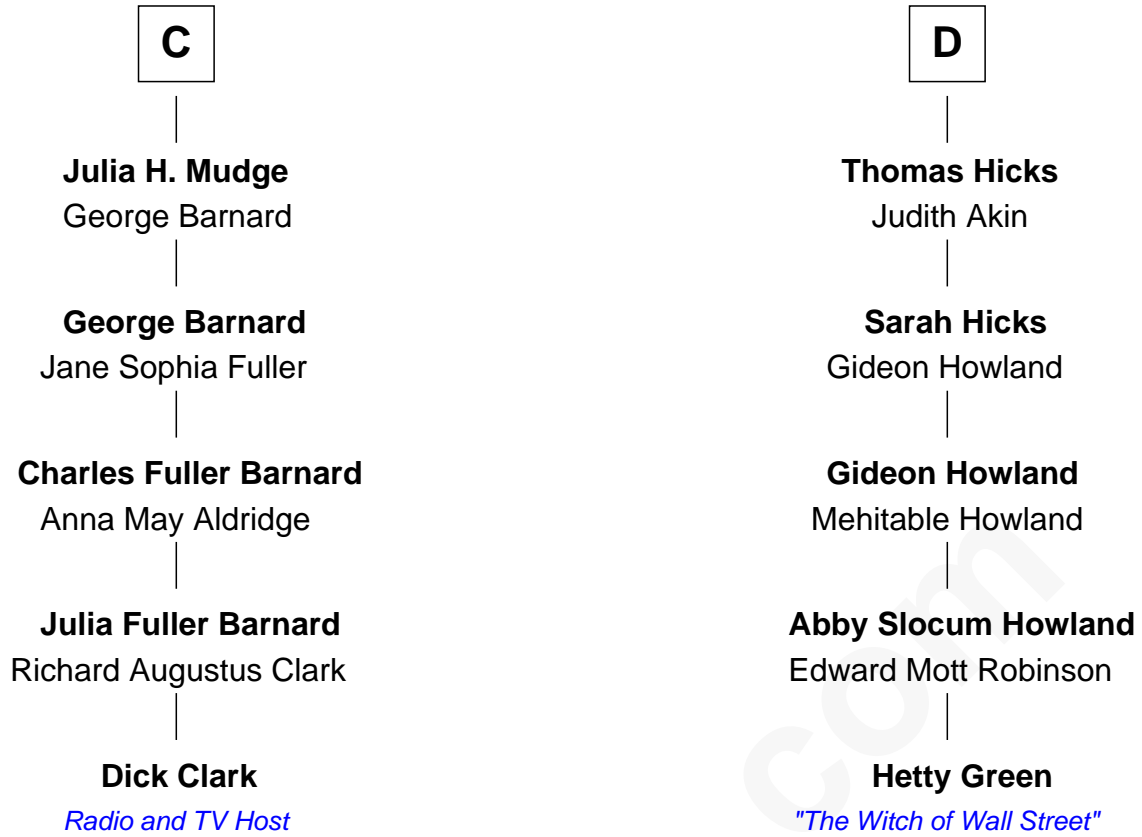 C
Julia H. Mudge
George Barnard
George Barnard
Jane Sophia Fuller
Charles Fuller Barnard
Anna May Aldridge
Julia Fuller Barnard
Richard Augustus Clark
Dick Clark
Radio and TV Host
D
Thomas Hicks
Judith Akin
Sarah Hicks
Gideon Howland
Gideon Howland
Mehitable Howland
Abby Slocum Howland
Edward Mott Robinson
Hetty Green
"The Witch of Wall Street"
com